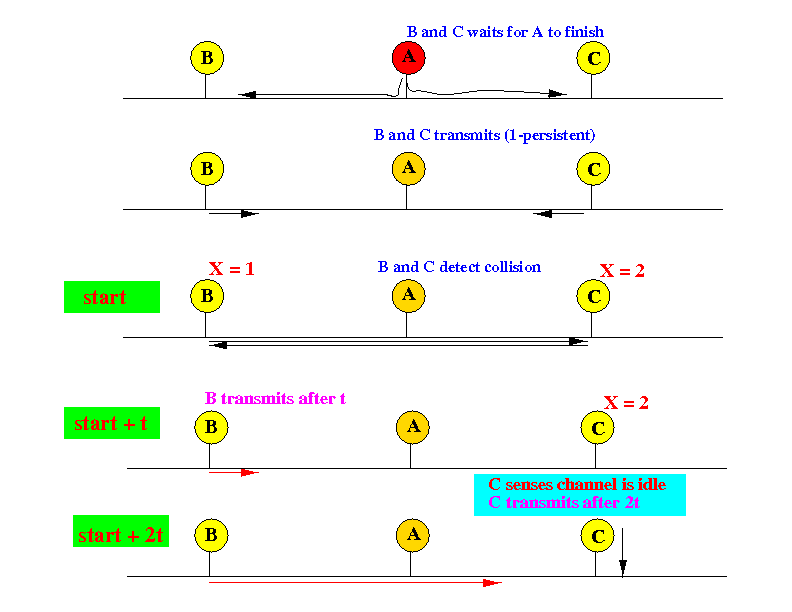 B and C waits for A to finish
B A C
B and C transmits (1-persistent)
B A C
X = 1 B and C detect collision X = 2
start B A C
B transmits after t X = 2
start + t B A C
C senses channel is idle
C transmits after 2t
start + 2t B A C